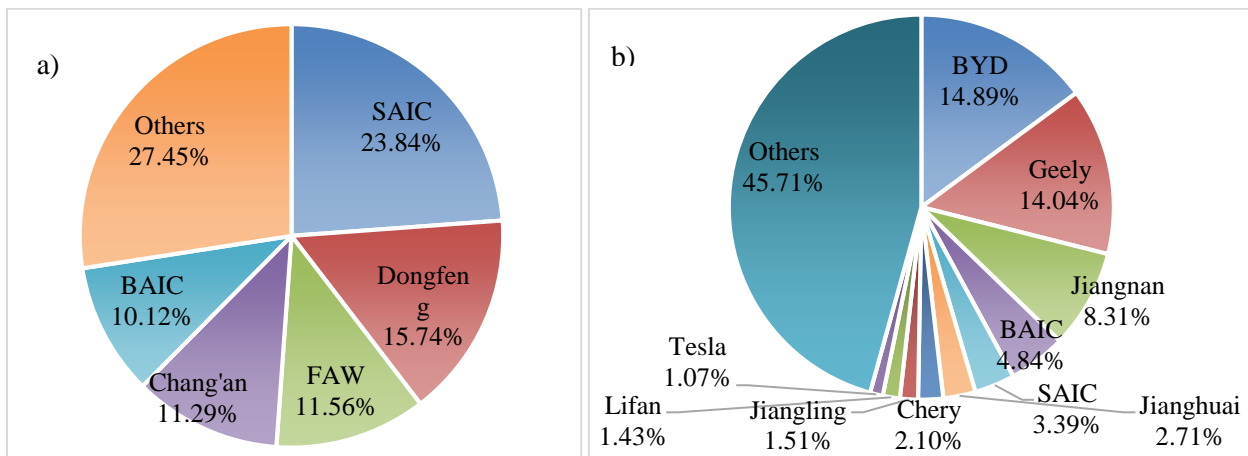 a)
SAIC
23.84%
Dongfen
g
15.74%
FAW
11.56%
Chang'an
11.29%
BAIC
10.12%
Others
27.45%
b)
BYD
14.89%
Geely
14.04%
Jiangnan
8.31%
BAIC
4.84%
SAIC
3.39%
Jianghuai
2.71%
Chery
2.10%
Jiangling
1.51%
Lifan
1.43%
Tesla
1.07%
Others
45.71%